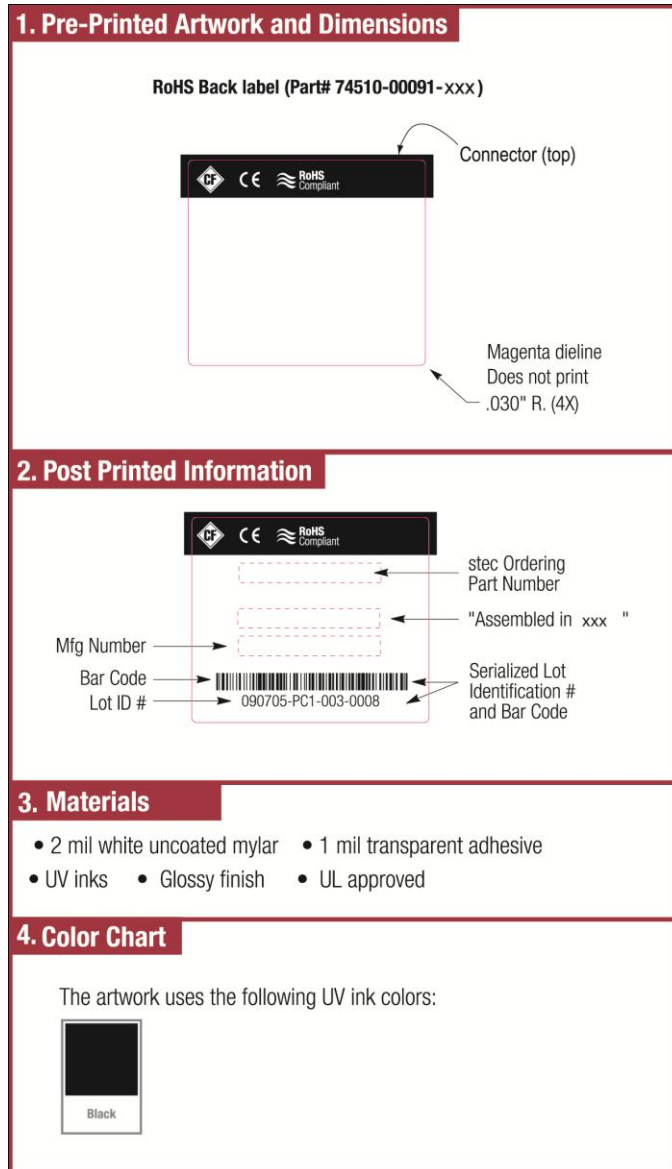 1. Pre-Printed Artwork and Dimensions
RoHS Back label (Part# 74510-00091-xxx)
Connector (top)
CF CE RoHS
Compliant
Magenta dieline
Does not print
.030" R. (4X)
2. Post Printed Information
CF CE RoHS
Compliant
stec Ordering
Part Number
"Assembled in xxx "
Mfg Number
Bar Code
Lot ID #
090705-PC1-003-0008
Serialized Lot
Identification #
and Bar Code
3. Materials
• 2 mil white uncoated mylar • 1 mil transparent adhesive
• UV inks • Glossy finish • UL approved
4. Color Chart
The artwork uses the following UV ink colors:
Black